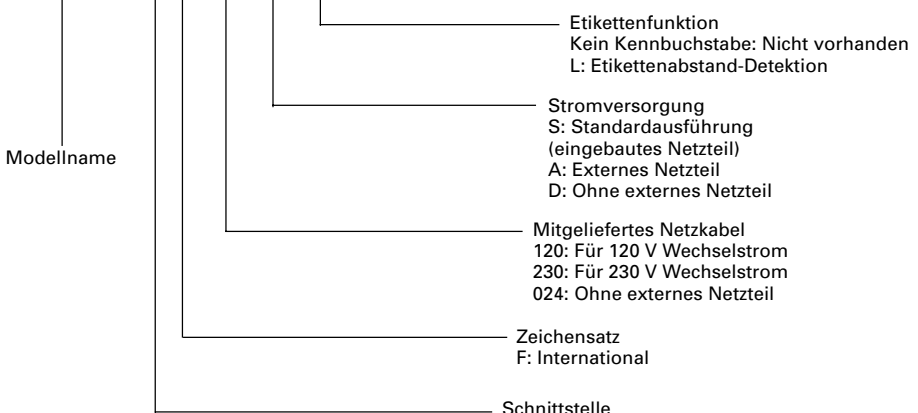 Etikettenfunktion
Kein Kennbuchstabe: Nicht vorhanden
L: Etikettenabstand-Detektion
Stromversorgung
S: Standardausführung
(eingebautes Netzteil)
A: Externes Netzteil
D: Ohne externes Netzteil
Modellname
Mitgeliefertes Netzkabel
120: Für 120 V Wechselstrom
230: Für 230 V Wechselstrom
024: Ohne externes Netzteil
Zeichensatz
F: International
Schnittstelle